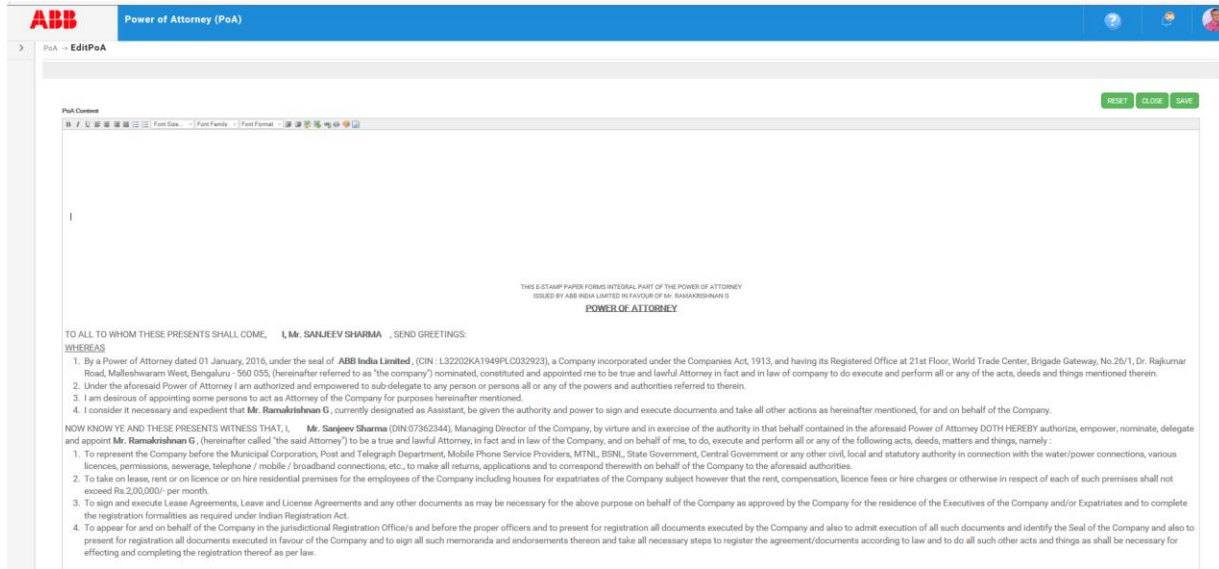 ABB
Power of Attorney (PoA)
?
>
PoA → EditPoA
RESET CLOSE SAVE
PoA Content
B I U Font Size... Font Family. Font Format
THIS E-STAMP PAPER FORMS INTEGRAL PART OF THE POWER OF ATTORNEY
ISSUED BY ABB INDIA LIMITED IN FAVOUR OF Mr. RAMAKRISHNAN G
POWER OF ATTORNEY
TO ALL TO WHOM THESE PRESENTS SHALL COME, I, Mr. SANJEEV SHARMA , SEND GREETINGS:
WHEREAS
1. By a Power of Attorney dated 01 January, 2016, under the seal of ABB India Limited , (CIN : L32202KA1949PLC032923), a Company incorporated under the Companies Act, 1913, and having its Registered Office at 21st Floor, World Trade Center, Brigade Gateway, No.26/1, Dr. Rajkumar
Road, Malleshwaram West, Bengaluru - 560 055, (hereinafter referred to as "the company") nominated, constituted and appointed me to be true and lawful Attorney in fact and in law of company to do execute and perform all or any of the acts, deeds and things mentioned therein.
2. Under the aforesaid Power of Attorney I am authorized and empowered to sub-delegate to any person or persons all or any of the powers and authorities referred to therein.
3. I am desirous of appointing some persons to act as Attorney of the Company for purposes hereinafter mentioned.
4. I consider it necessary and expedient that Mr. Ramakrishnan G , currently designated as Assistant, be given the authority and power to sign and execute documents and take all other actions as hereinafter mentioned, for and on behalf of the Company.
NOW KNOW YE AND THESE PRESENTS WITNESS THAT, I, Mr. Sanjeev Sharma (DIN:07362344), Managing Director of the Company, by virture and in exercise of the authority in that behalf contained in the aforesaid Power of Attorney DOTH HEREBY authorize, empower, nominate, delegate
and appoint Mr. Ramakrishnan G , (hereinafter called "the said Attorney") to be a true and lawful Attorney, in fact and in law of the Company, and on behalf of me, to do, execute and perform all or any of the following acts, deeds, matters and things, namely :
1. To represent the Company before the Municipal Corporation, Post and Telegraph Department, Mobile Phone Service Providers, MTNL, BSNL, State Government, Central Government or any other civil, local and statutory authority in connection with the water/power connections, various
licences, permissions, sewerage, telephone / mobile / broadband connections, etc., to make all returns, applications and to correspond therewith on behalf of the Company to the aforesaid authorities.
2. To take on lease, rent or on licence or on hire residential premises for the employees of the Company including houses for expatriates of the Company subject however that the rent, compensation, licence fees or hire charges or otherwise in respect of each of such premises shall not
exceed Rs.2,00,000/- per month.
3. To sign and execute Lease Agreements, Leave and License Agreements and any other documents as may be necessary for the above purpose on behalf of the Company as approved by the Company for the residence of the Executives of the Company and/or Expatriates and to complete
the registration formalities as required under Indian Registration Act.
4. To appear for and on behalf of the Company in the jurisdictional Registration Office/s and before the proper officers and to present for registration all documents executed by the Company and also to admit execution of all such documents and identify the Seal of the Company and also to
present for registration all documents executed in favour of the Company and to sign all such memoranda and endorsements thereon and take all necessary steps to register the agreement/documents according to law and to do all such other acts and things as shall be necessary for
effecting and completing the registration thereof as per law.